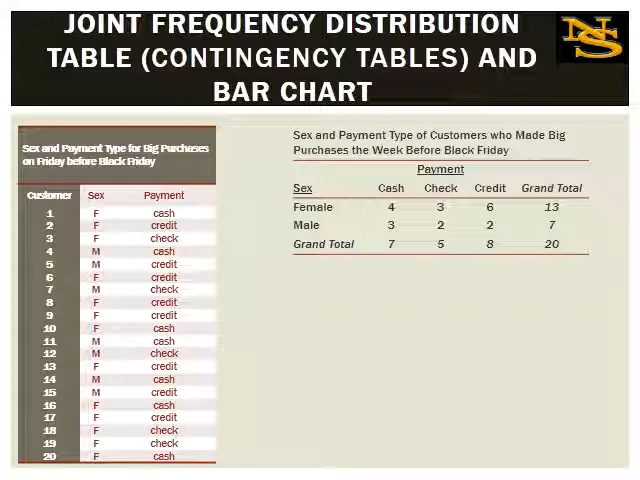 JOINT FREQUENCY DISTRIBUTION
TABLE (CONTINGENCY TABLES) AND
BAR CHART
NS
Sex and Payment Type for Big Purchases
on Friday before Black Friday
Customer Sex Payment
1 F cash
2 F credit
3 F check
4 M cash
5 M credit
6 F credit
7 M check
8 F credit
9 F credit
10 F cash
11 M cash
12 M check
13 F credit
14 M cash
15 M credit
16 F cash
17 F credit
18 F check
19 F check
20 F cash
Sex and Payment Type of Customers who Made Big
Purchases the Week Before Black Friday
Payment
Sex Cash Check Credit Grand Total
Female 4 3 6 13
Male 3 2 2 7
Grand Total 7 5 8 20